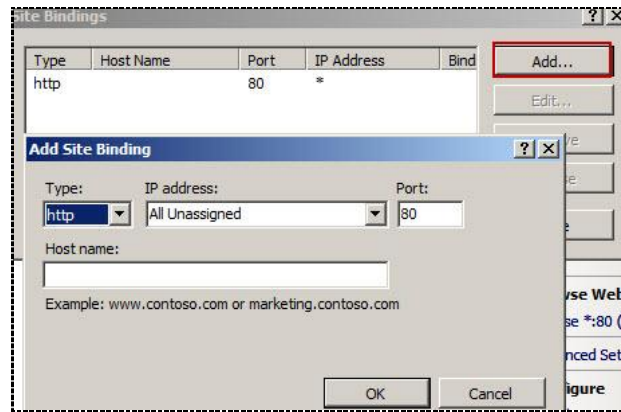 Site Bindings
Type Host Name Port IP Address Bind
http 80 *
Add...
Edit...
Add Site Binding
Type: IP address: Port:
http All Unassigned 80
Host name:
Example: www.contoso.com or marketing.contoso.com
OK Cancel